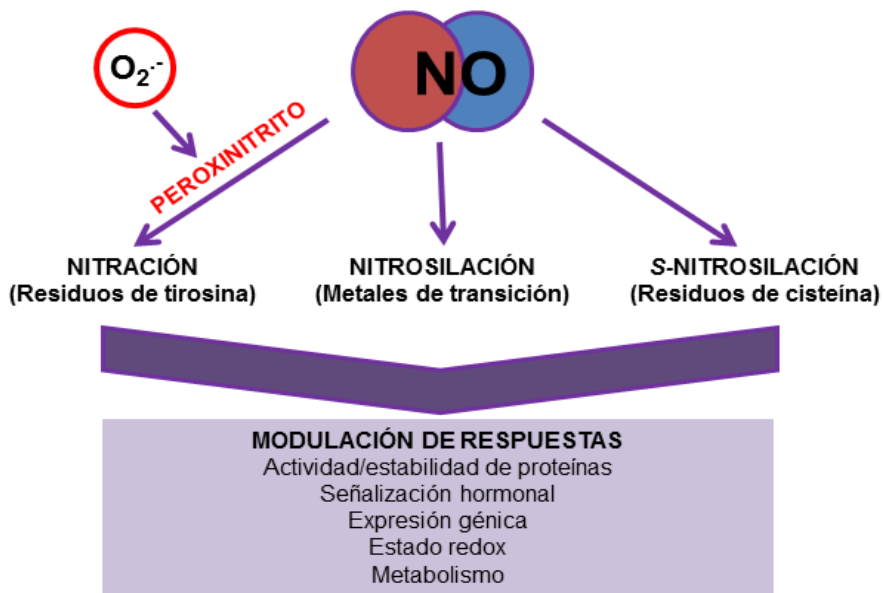 O₂·-
NO
PEROXINITRITO
NITRACIÓN
(Residuos de tirosina)
NITROSILACIÓN
(Metales de transición)
S-NITROSILACIÓN
(Residuos de cisteína)
MODULACIÓN DE RESPUESTAS
Actividad/estabilidad de proteínas
Señalización hormonal
Expresión génica
Estado redox
Metabolismo